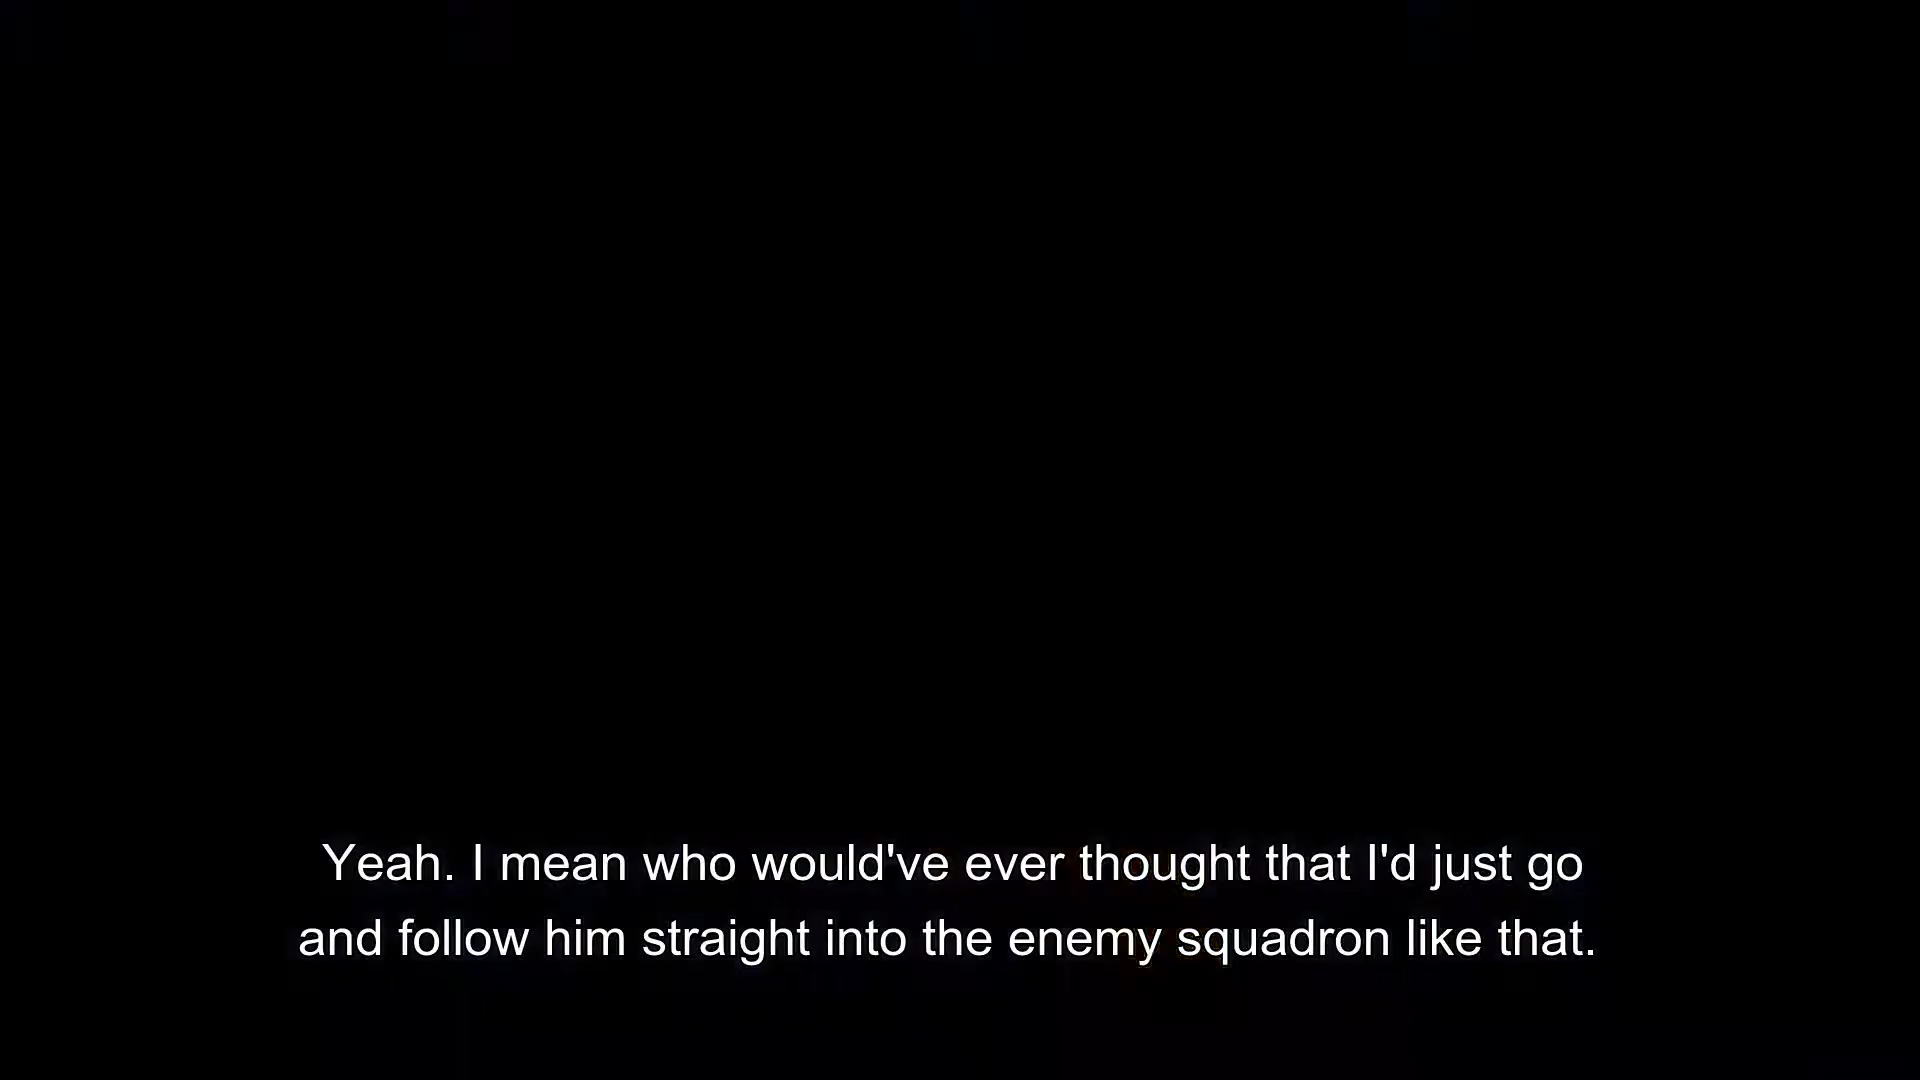 Yeah. I mean who would've ever thought that I'd just go
and follow him straight into the enemy squadron like that.